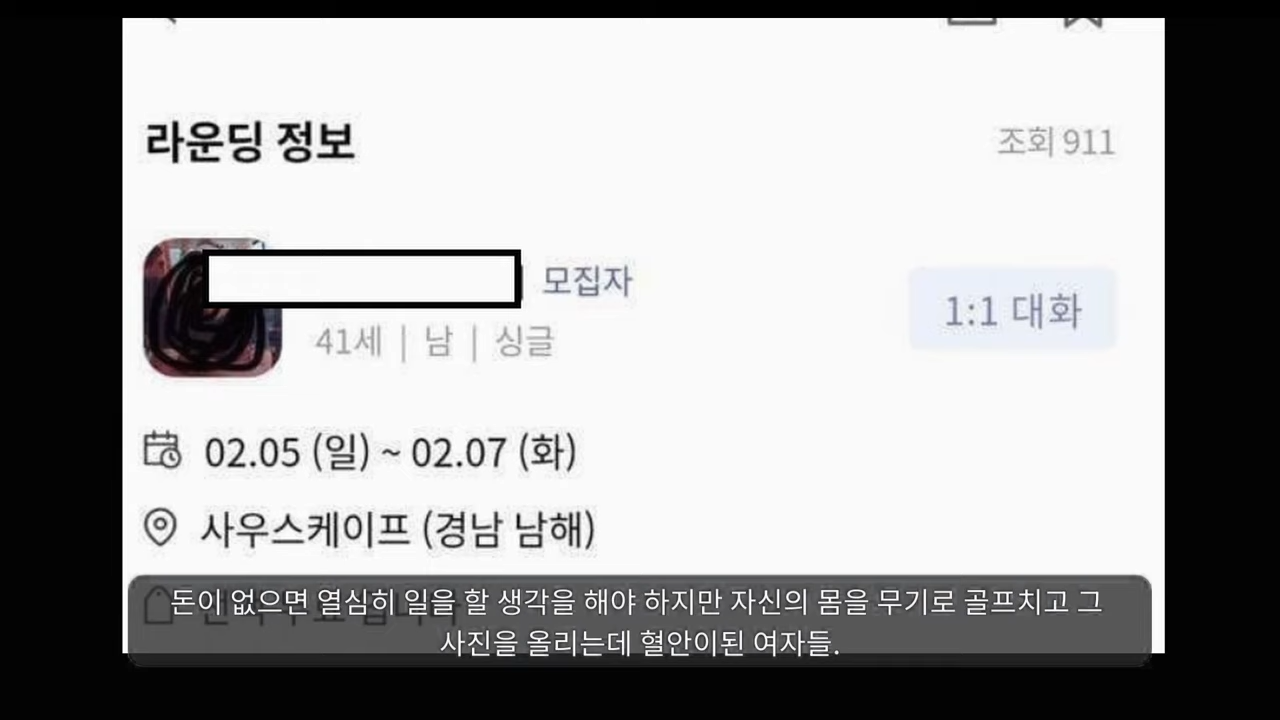 라운딩 정보
조회 911
모집자
41세 | 남 | 싱글
1:1 대화
02.05 (일) ~ 02.07 (화)
사우스케이프 (경남 남해)
돈이 없으면 열심히 일을 할 생각을 해야 하지만 자신의 몸을 무기로 골프치고 그
사진을 올리는데 혈안이된 여자들.